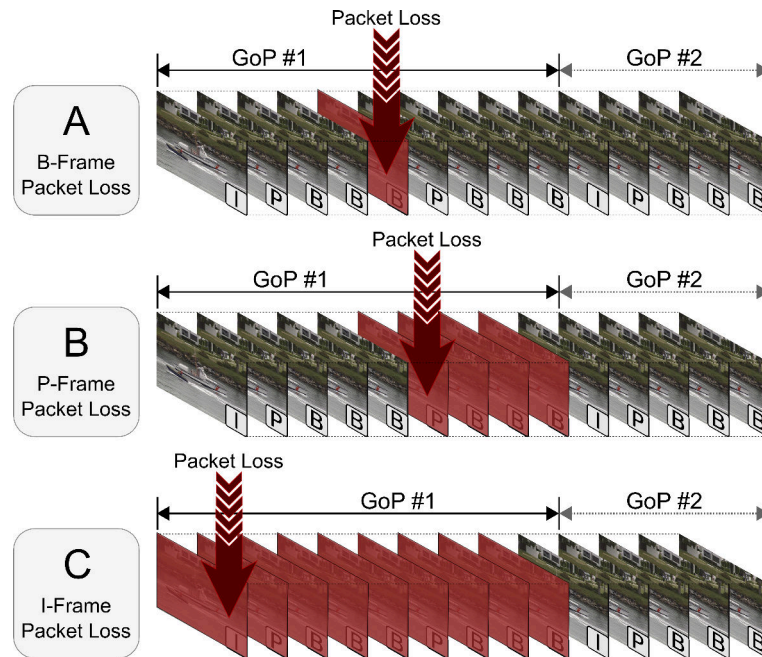 Packet Loss
GoP #1 GoP #2
A
B-Frame
Packet Loss
I P B B B P B B B I P B B B
Packet Loss
GoP #1 GoP #2
B
P-Frame
Packet Loss
I P B B B P B B B I P B B B
Packet Loss
GoP #1 GoP #2
C
I-Frame
Packet Loss
I P B B B P B B B I P B B B